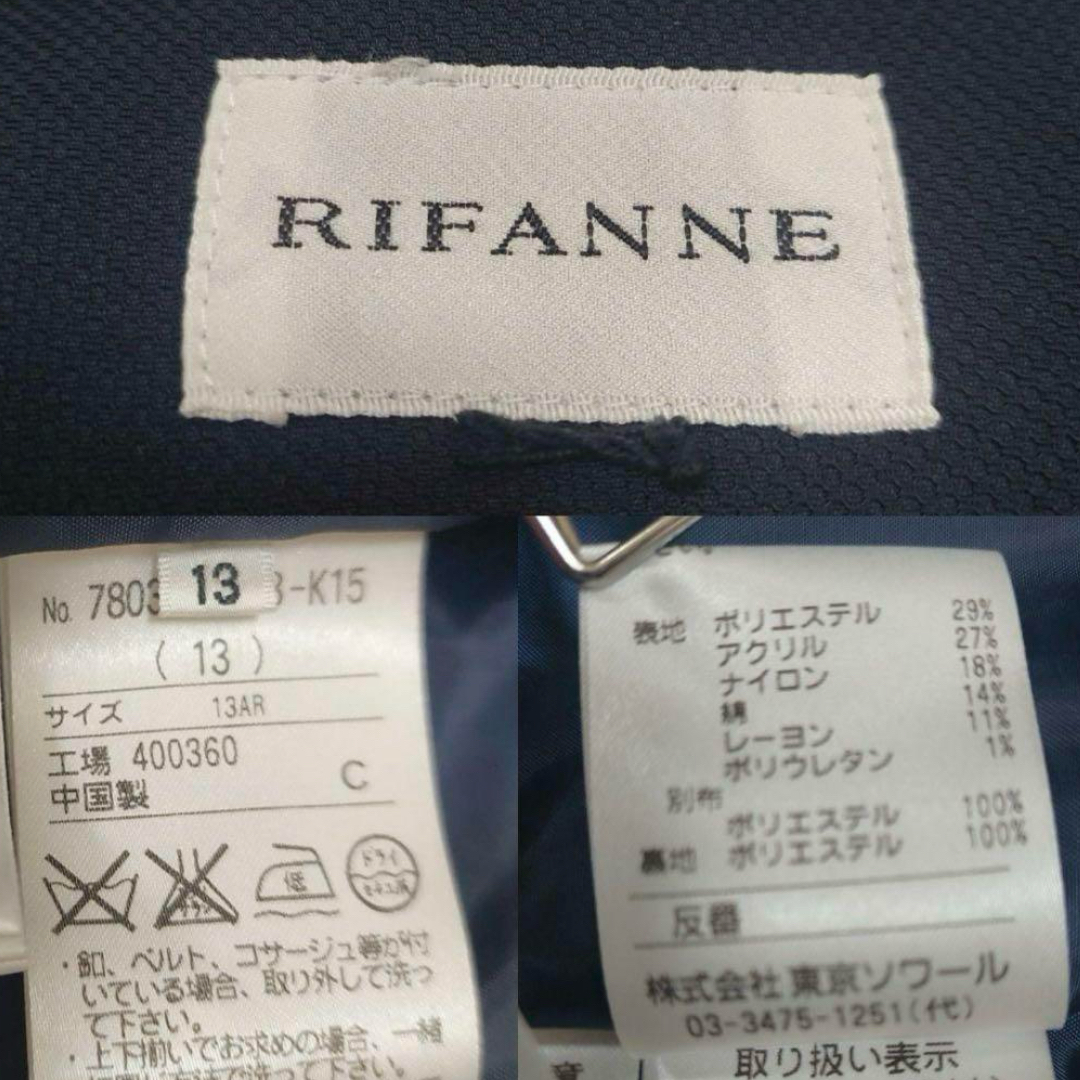 RIFANNE
13
No. 7803 3-K15
( 13 )
サイズ 13AR
工場 400360
中国製 C
低
ドライ
セキユ系
・釦、ベルト、コサージュ等が付
いている場合、取り外して洗っ
て下さい。
・上下揃いでお求めの場合、一緒
表地 ポリエステル 29%
アクリル 27%
ナイロン 18%
綿 14%
レーヨン 11%
ポリウレタン 1%
別布
ポリエステル 100%
裏地 ポリエステル 100%
反番
株式会社 東京ソワール
03-3475-1251(代)
取り扱い表示